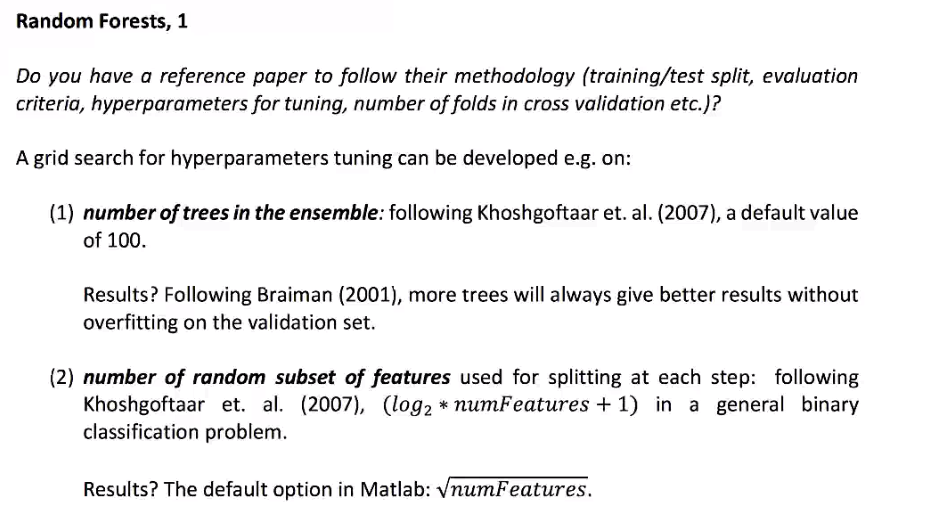 Random Forests, 1
Do you have a reference paper to follow their methodology (training/test split, evaluation
criteria, hyperparameters for tuning, number of folds in cross validation etc.)?
A grid search for hyperparameters tuning can be developed e.g. on:
(1) number of trees in the ensemble: following Khoshgoftaar et. al. (2007), a default value
of 100.
Results? Following Braiman (2001), more trees will always give better results without
overfitting on the validation set.
(2) number of random subset of features used for splitting at each step: following
Khoshgoftaar et. al. (2007), (log₂ * numFeatures + 1) in a general binary
classification problem.
Results? The default option in Matlab: √numFeatures.